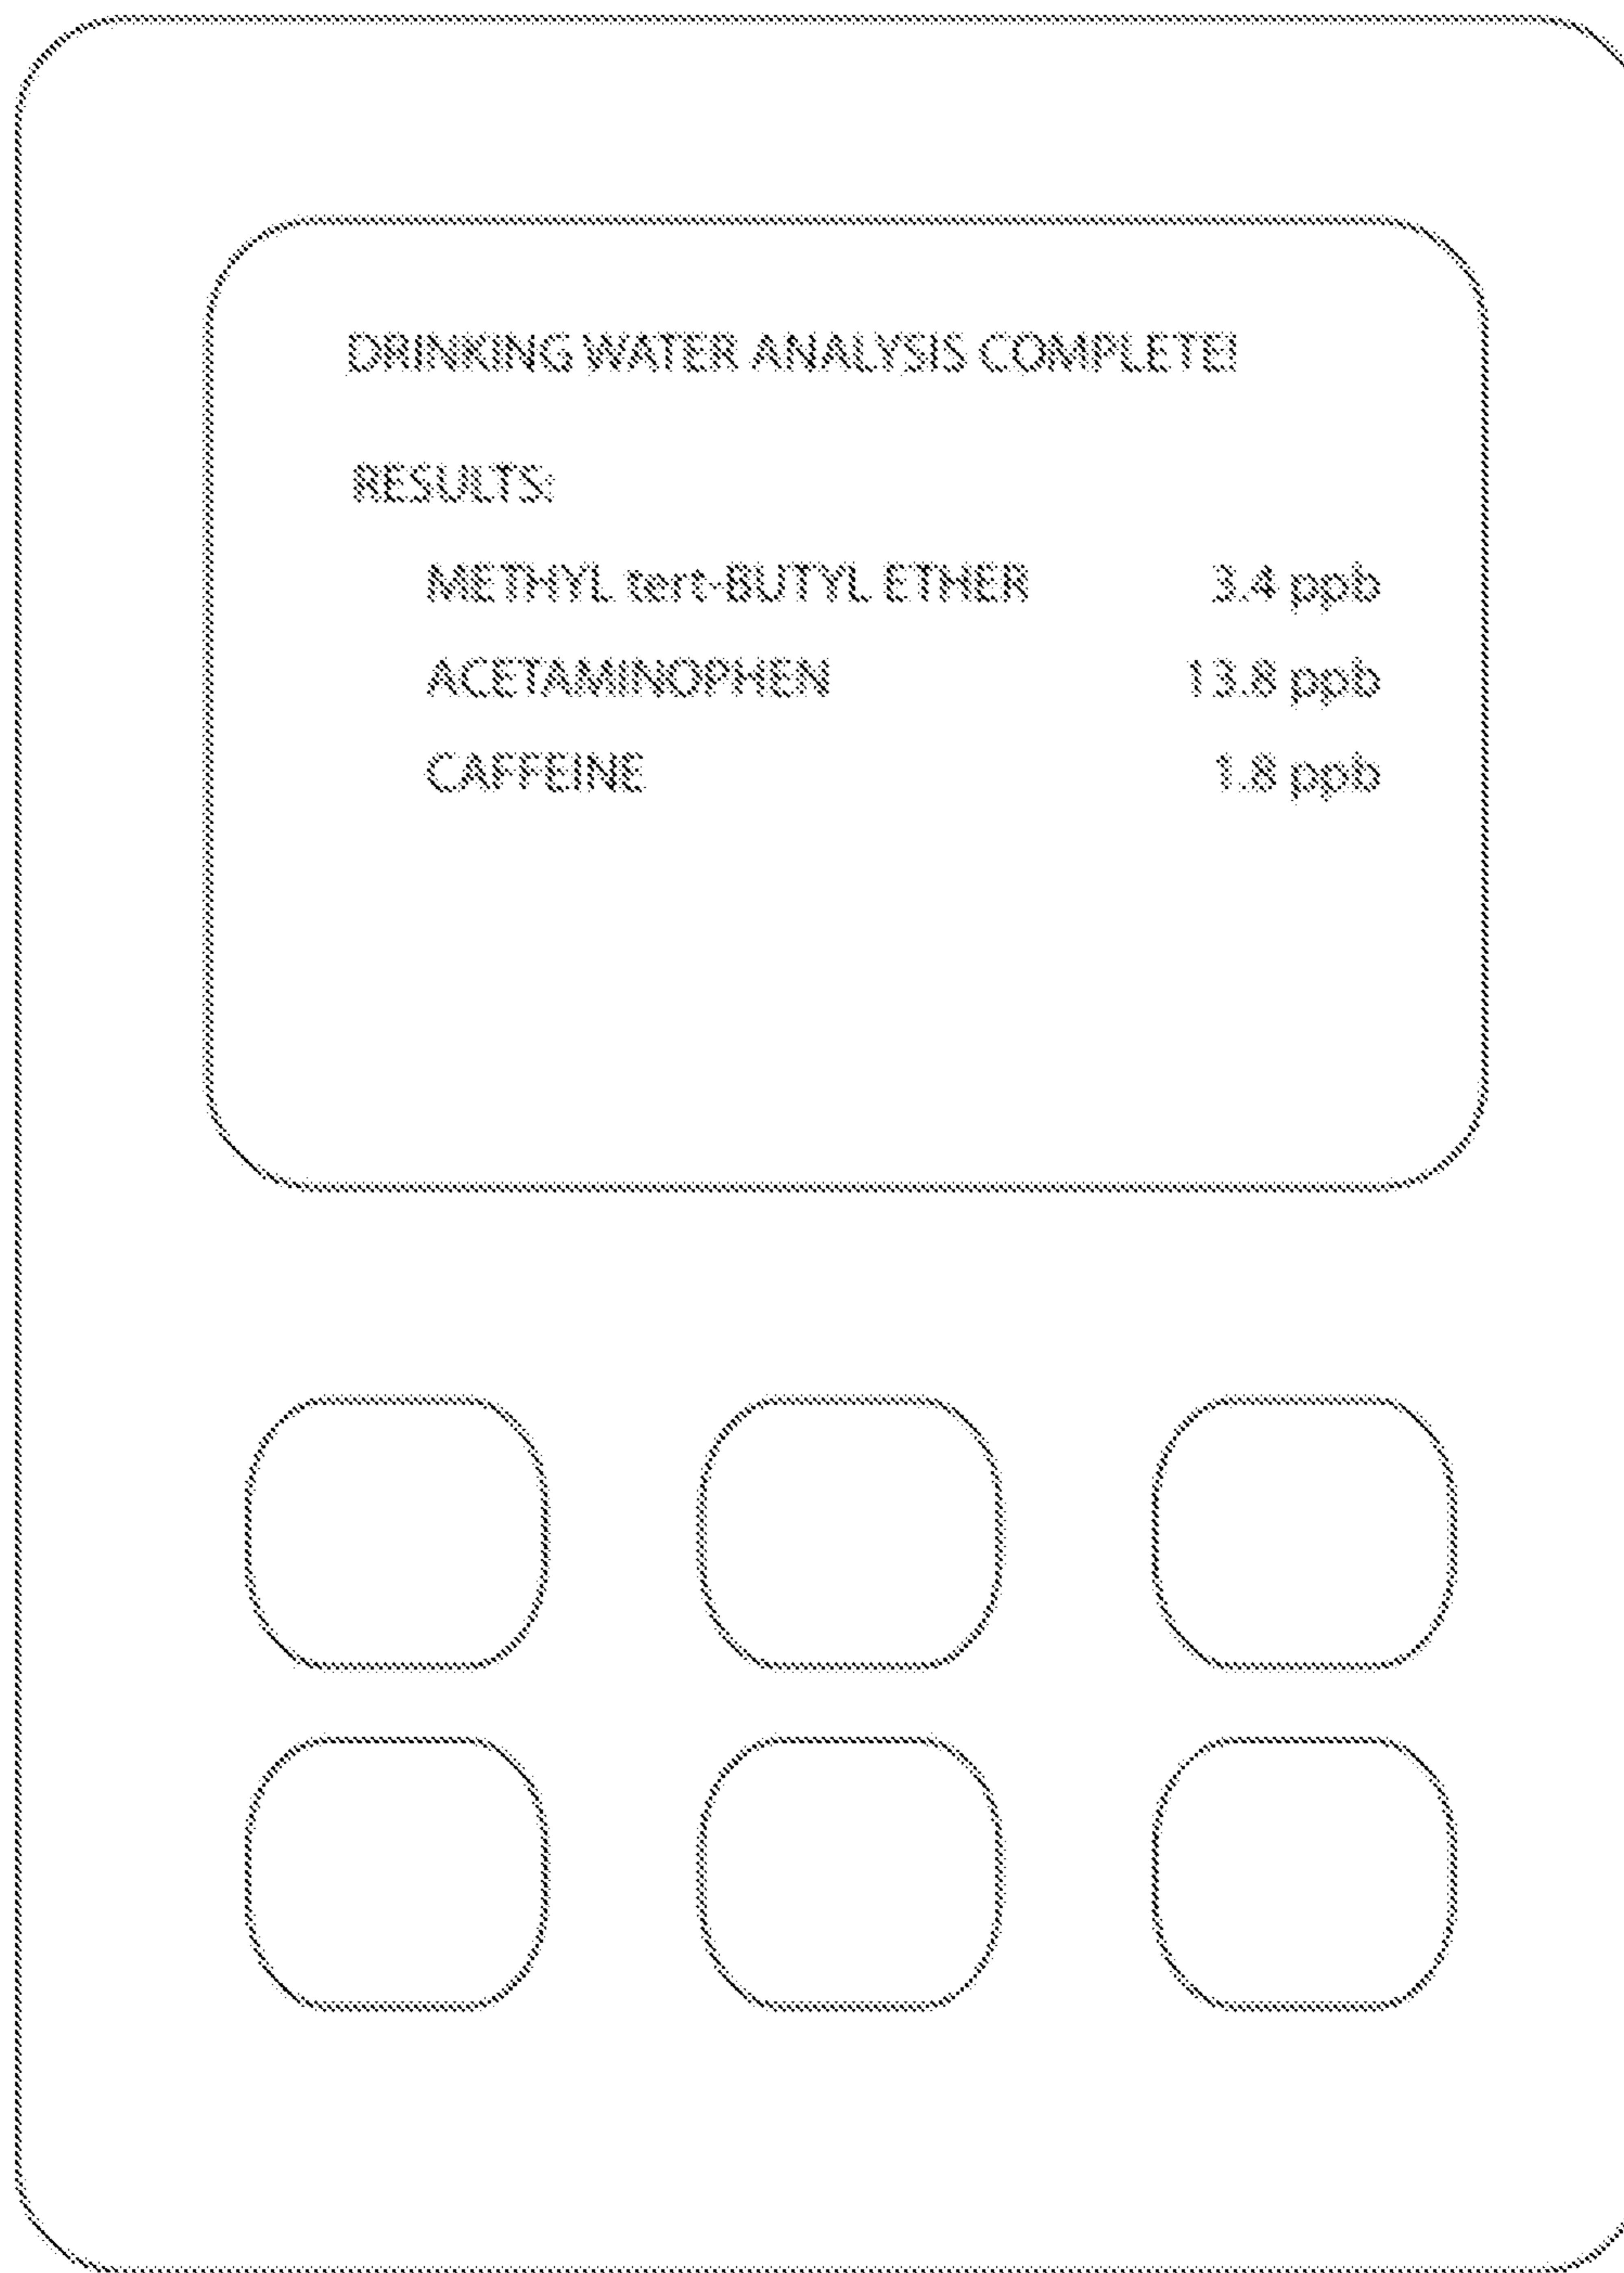 DRINKING WATER ANALYSIS COMPLETE!
RESULTS:
METHYL tert-BUTYL ETHER 3.4 ppb
ACETAMINOPHEN 13.8 ppb
CAFFEINE 1.8 ppb